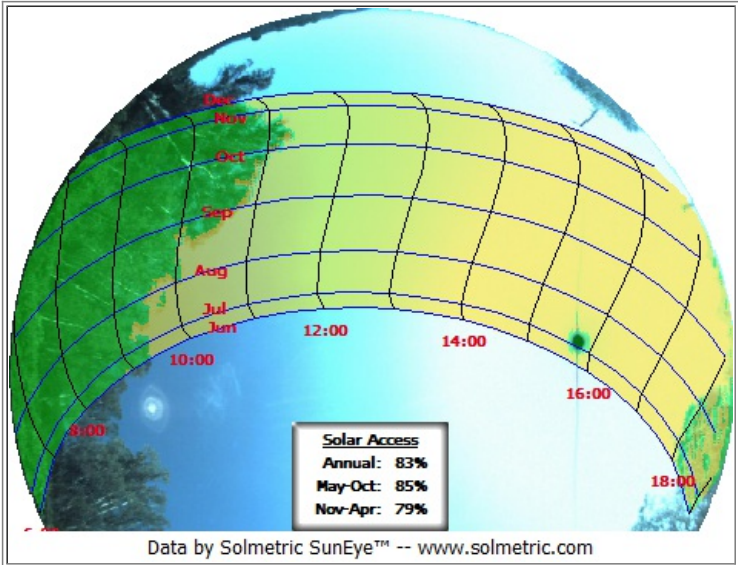 Dec
Nov
Oct
Sep
Aug
Jul
Jun
12:00
14:00
10:00
16:00
8:00
18:00
Solar Access
Annual: 83%
May-Oct: 85%
Nov-Apr: 79%
Data by Solmetric SunEye™ -- www.solmetric.com